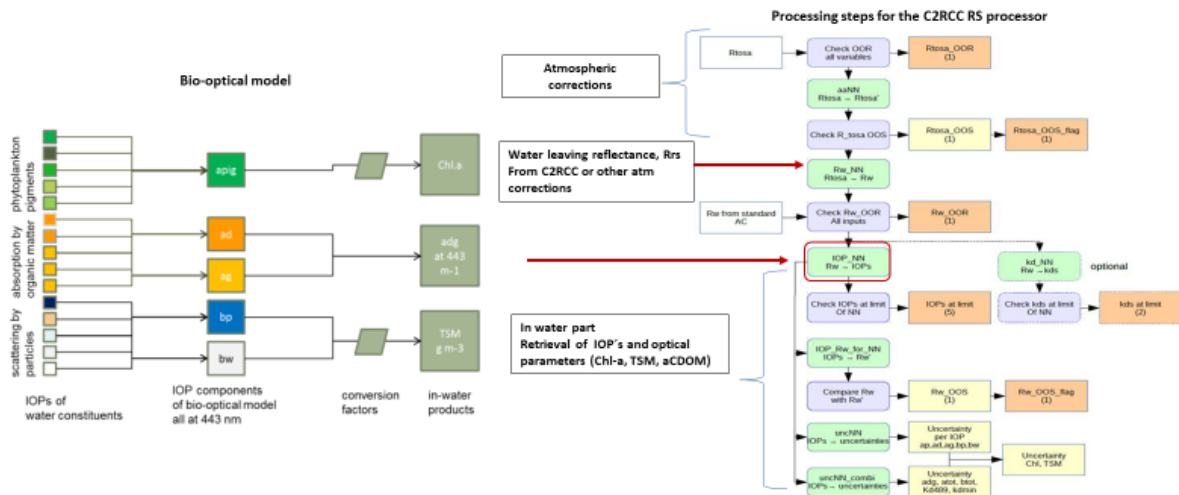 Processing steps for the C2RCC RS processor
Bio-optical model
phytoplankton
pigments
absorption by
organic matter
scattering by
particles
IOPs of
water constituents
apig
ad
ag
bp
bw
IOP components
of bio-optical model
all at 443 nm
conversion
factors
Chl.a
adg
at 443
m-1
TSM
g m-3
in-water
products
Atmospheric
corrections
Water leaving reflectance, Rrs
From C2RCC or other atm
corrections
In water part
Retrieval of IOP´s and optical
parameters (Chl-a, TSM, aCDOM)
Rtosa
Check OOR
all variables
Rtosa_OOR
(1)
aaNN
Rtosa → Rtosa'
Check R_tosa OOS
Rtosa_OOS
(1)
Rtosa_OOS_flag
(1)
Rw_NN
Rtosa → Rw
Rw from standard
AC
Check Rw_OOR
All inputs
Rw_OOR
(1)
IOP_NN
Rw → IOPs
kd_NN
Rw → kds
optional
Check IOPs at limit
Of NN
IOPs at limit
(5)
Check kds at limit
Of NN
kds at limit
(2)
IOP_Rw_for_NN
IOPs → Rw'
Compare Rw
with Rw'
Rw_OOS
(1)
Rw_OOS_flag
(1)
uncNN
IOPs → uncertainties
Uncertainty
per IOP
ap,ad,ag,bp,bw
Uncertainty
Chl, TSM
uncNN_combi
IOPs → uncertainties
Uncertainty
adg, atot, btot,
Kd489, kdmin